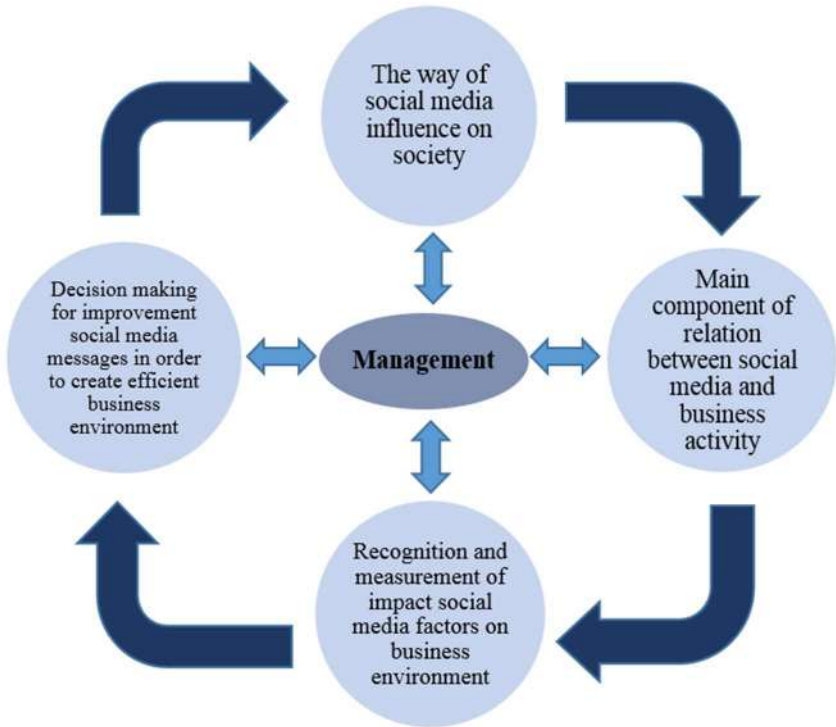 The way of
social media
influence on
society
Decision making
for improvement
social media
messages in order
to create efficient
business
environment
Management
Main
component of
relation
between social
media and
business
activity
Recognition and
measurement of
impact social
media factors on
business
environment